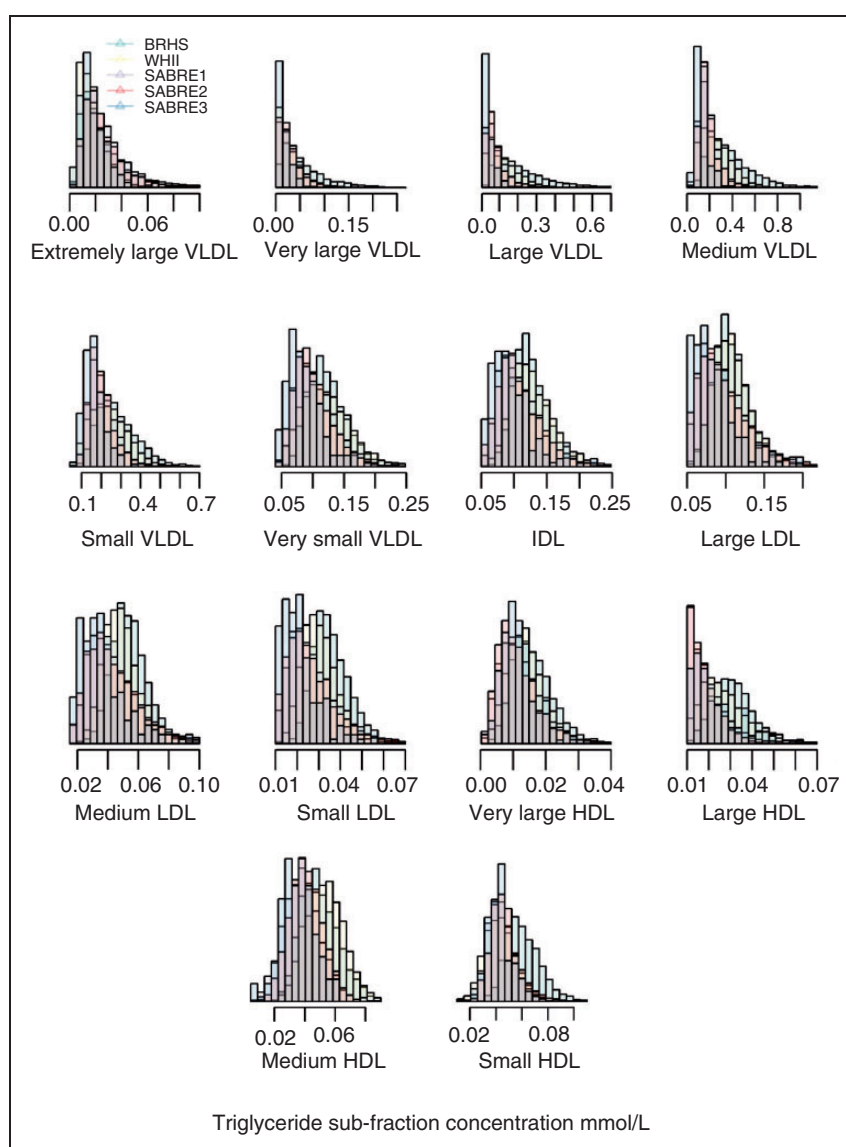 BRHS
WHII
SABRE1
SABRE2
SABRE3
0.00 0.06
Extremely large VLDL
0.00 0.15
Very large VLDL
0.0 0.3 0.6
Large VLDL
0.0 0.4 0.8
Medium VLDL
0.1 0.4 0.7
Small VLDL
0.05 0.15 0.25
Very small VLDL
0.05 0.15 0.25
IDL
0.05 0.15
Large LDL
0.02 0.06 0.10
Medium LDL
0.01 0.04 0.07
Small LDL
0.00 0.02 0.04
Very large HDL
0.01 0.04 0.07
Large HDL
0.02 0.06
Medium HDL
0.02 0.08
Small HDL
Triglyceride sub-fraction concentration mmol/L